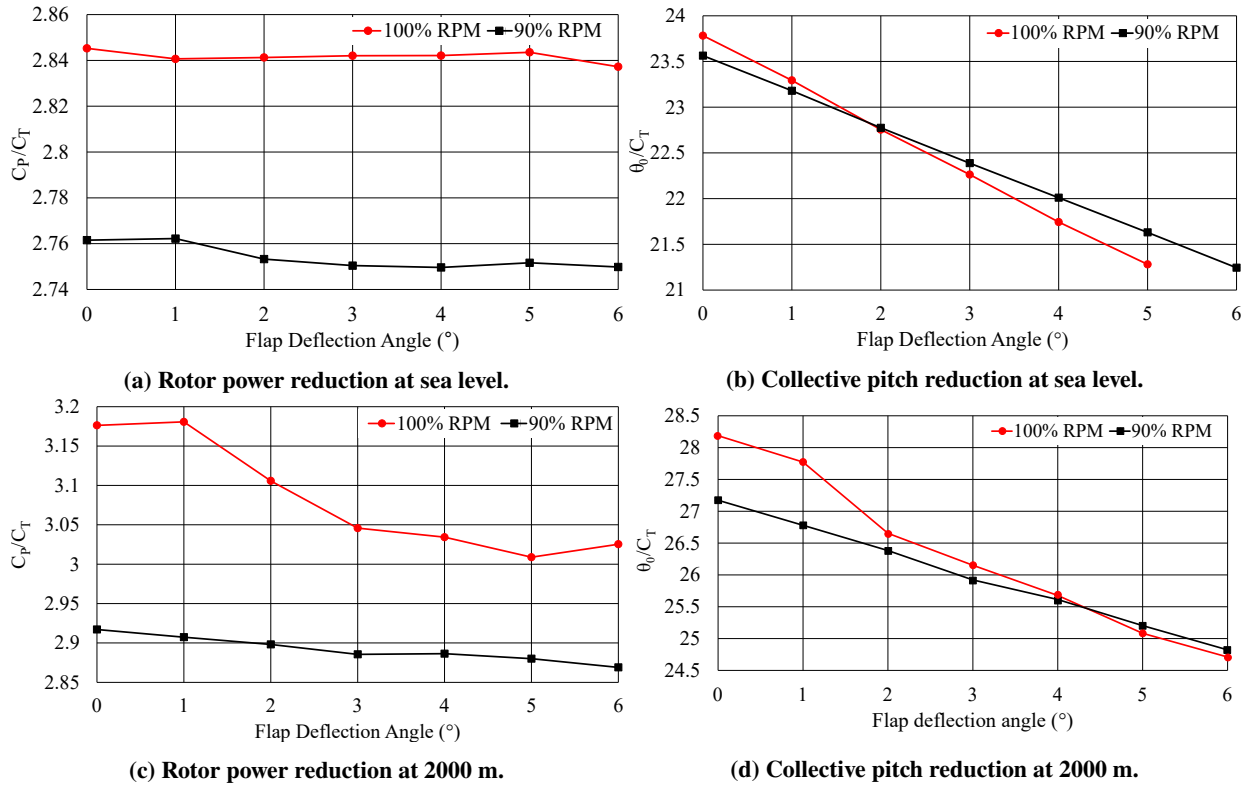 2.86
2.84
2.82
2.8
2.78
2.76
2.74
C_P/C_T
100% RPM 90% RPM
0 1 2 3 4 5 6
Flap Deflection Angle (°)
(a) Rotor power reduction at sea level.
24
23.5
23
22.5
22
21.5
21
θ₀/C_T
100% RPM 90% RPM
0 1 2 3 4 5 6
Flap Deflection Angle (°)
(b) Collective pitch reduction at sea level.
3.2
3.15
3.1
3.05
3
2.95
2.9
2.85
C_P/C_T
100% RPM 90% RPM
0 1 2 3 4 5 6
Flap Deflection Angle (°)
(c) Rotor power reduction at 2000 m.
28.5
28
27.5
27
26.5
26
25.5
25
24.5
θ₀/C_T
100% RPM 90% RPM
0 1 2 3 4 5 6
Flap deflection angle (°)
(d) Collective pitch reduction at 2000 m.